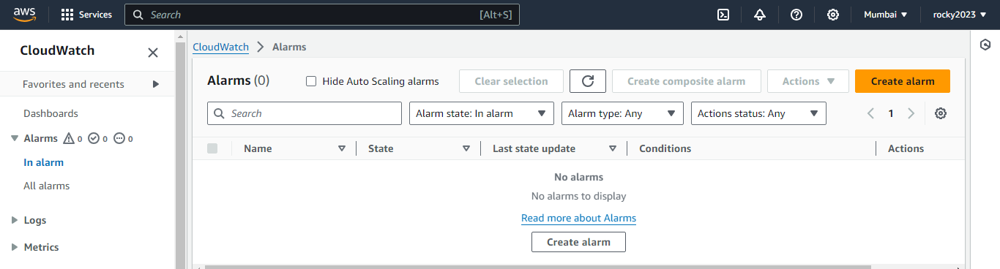 aws Services Search [Alt+S] Mumbai rocky2023
CloudWatch
Favorites and recents
Dashboards
Alarms 0 0 0
In alarm
All alarms
Logs
Metrics
CloudWatch Alarms
Alarms (0) Hide Auto Scaling alarms Clear selection Create composite alarm Actions Create alarm
Search Alarm state: In alarm Alarm type: Any Actions status: Any 1
Name State Last state update Conditions Actions
No alarms
No alarms to display
Read more about Alarms
Create alarm